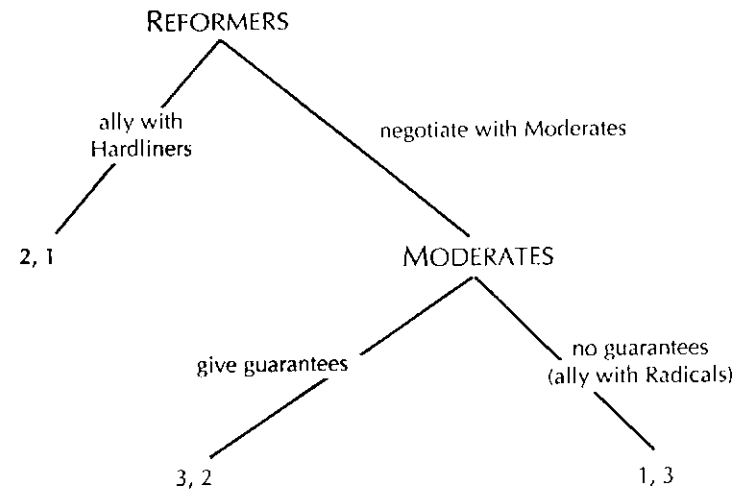 REFORMERS
ally with
Hardliners
negotiate with Moderates
2, 1
MODERATES
give guarantees
no guarantees
(ally with Radicals)
3, 2
1, 3